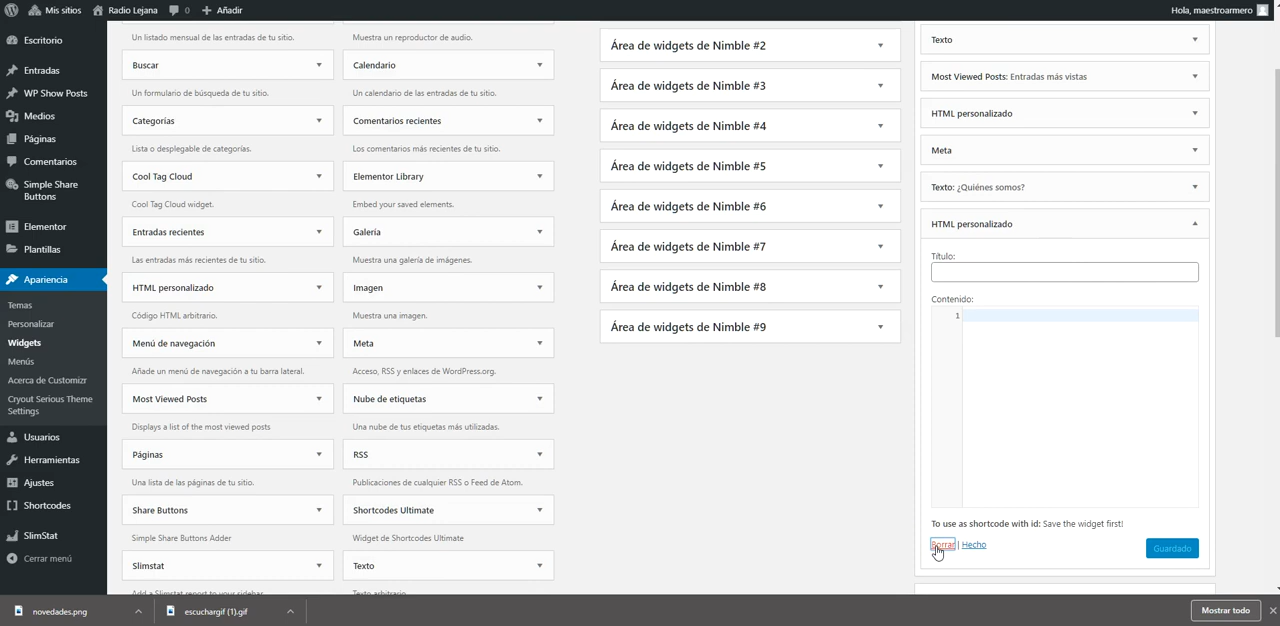 Mis sitios
Radio Lejana
0
Añadir
Hola, maestroarmero
Escritorio
Entradas
WP Show Posts
Medios
Páginas
Comentarios
Simple Share
Buttons
Elementor
Plantillas
Apariencia
Temas
Personalizar
Widgets
Menús
Acerca de Customizr
Cryout Serious Theme
Settings
Usuarios
Herramientas
Ajustes
Shortcodes
SlimStat
Cerrar menú
Un listado mensual de las entradas de tu sitio.
Buscar
Un formulario de búsqueda de tu sitio.
Categorías
Lista o desplegable de categorías.
Cool Tag Cloud
Cool Tag Cloud widget.
Entradas recientes
Las entradas más recientes de tu sitio.
HTML personalizado
Código HTML arbitrario.
Menú de navegación
Añade un menú de navegación a tu barra lateral.
Most Viewed Posts
Displays a list of the most viewed posts
Páginas
Una lista de las páginas de tu sitio.
Share Buttons
Simple Share Buttons Adder
Slimstat
Add a Slimstat report to your sidebar
Muestra un reproductor de audio.
Calendario
Un calendario de las entradas de tu sitio.
Comentarios recientes
Los comentarios más recientes de tu sitio.
Elementor Library
Embed your saved elements.
Galería
Muestra una galería de imágenes.
Imagen
Muestra una imagen.
Meta
Acceso, RSS y enlaces de WordPress.org.
Nube de etiquetas
Una nube de tus etiquetas más utilizadas.
RSS
Publicaciones de cualquier RSS o Feed de Atom.
Shortcodes Ultimate
Widget de Shortcodes Ultimate
Texto
Texto arbitrario.
Área de widgets de Nimble #2
Área de widgets de Nimble #3
Área de widgets de Nimble #4
Área de widgets de Nimble #5
Área de widgets de Nimble #6
Área de widgets de Nimble #7
Área de widgets de Nimble #8
Área de widgets de Nimble #9
Texto
Most Viewed Posts: Entradas más vistas
HTML personalizado
Meta
Texto: ¿Quiénes somos?
HTML personalizado
Título:
Contenido:
1
To use as shortcode with id: Save the widget first!
Borrar | Hecho
Guardado
novedades.png
escuchargif (1).gif
Mostrar todo